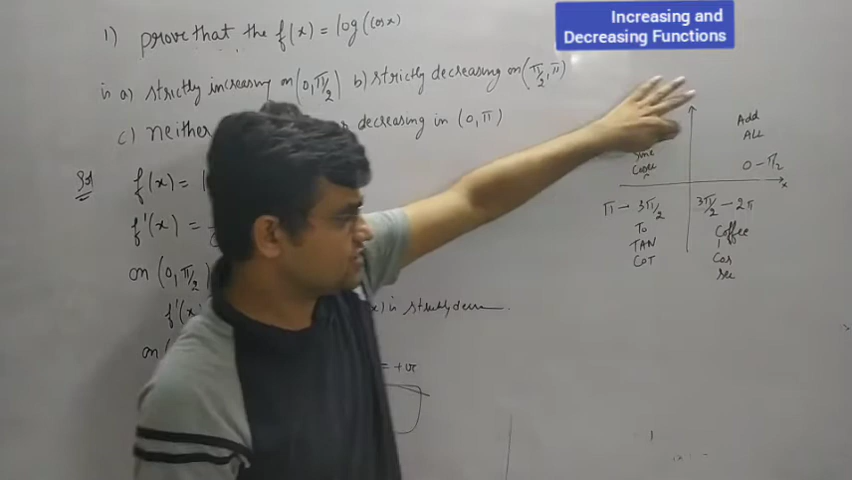 Increasing and
Decreasing Functions
1) prove that the f(x) = log(cosx)
is a) strictly increasing on (0, π/2) b) strictly decreasing on (π/2, π)
c) neither decreasing in (0, π)
Sol f(x) =
f'(x) =
on (0, π/2)
f'(x) is strictly
on
= +ve
Add
ALL
0 - π/2
x
Sine
Cosec
π - 3π/2
To
TAN
COT
3π/2 - 2π
Coffee
Cos
sec